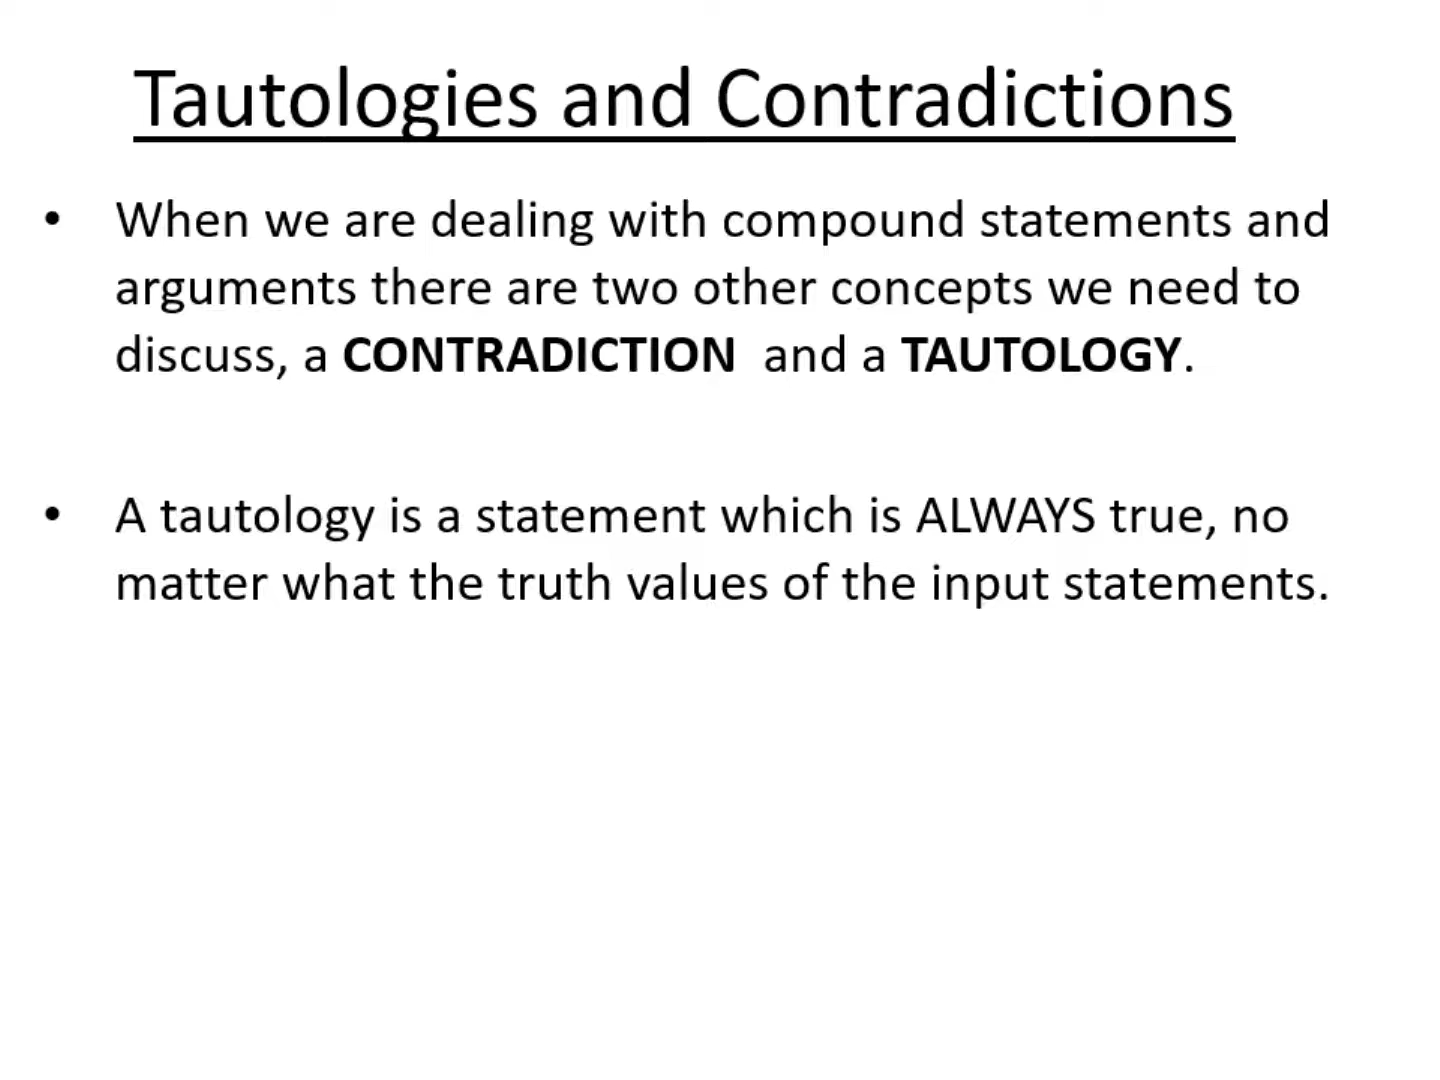 Tautologies and Contradictions
• When we are dealing with compound statements and
arguments there are two other concepts we need to
discuss, a CONTRADICTION  and a TAUTOLOGY.
• A tautology is a statement which is ALWAYS true, no
matter what the truth values of the input statements.